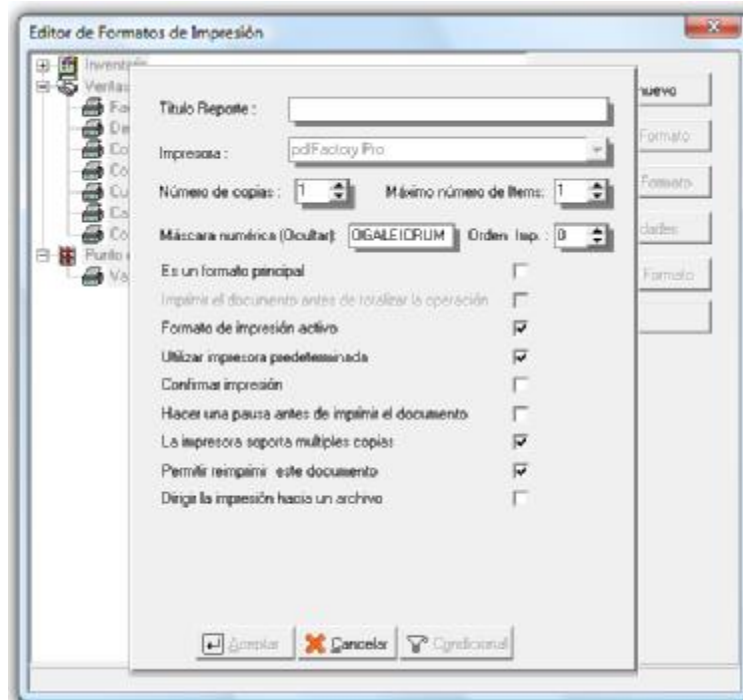 Editor de Formatos de Impresión
Inventario
Ventas
nuevo
Formato
Formato
dades
Formato
Punto
Título Reporte :
Impresora : pdfFactory Pro
Número de copias : 1 Máximo número de Items: 1
Máscara numérica (Ocultar): OIGALEICRUM Orden Imp. : 0
Es un formato principal
Imprimir el documento antes de totalizar la operación
Formato de impresión activo
Utilizar impresora predeterminada
Confirmar impresión
Hacer una pausa antes de imprimir el documento
La impresora soporta multiples copias
Permitir reimprimir este documento
Dirigir la impresión hacia un archivo
Aceptar Cancelar Condicional